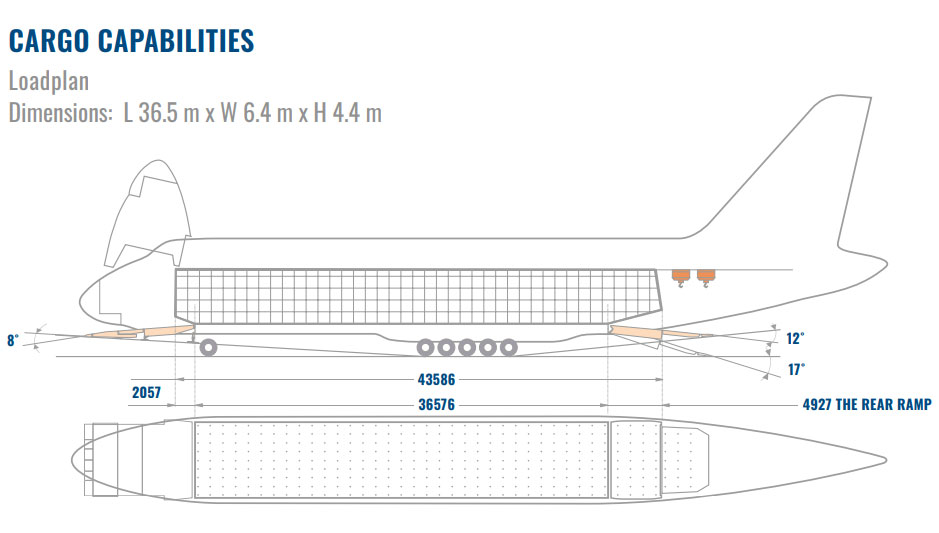 CARGO CAPABILITIES
Loadplan
Dimensions: L 36.5 m x W 6.4 m x H 4.4 m
8°
12°
17°
43586
2057
36576
4927 THE REAR RAMP